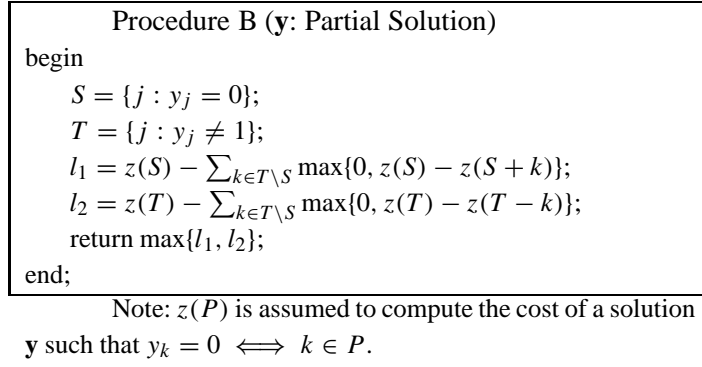 Procedure B (y: Partial Solution)
begin
S = {j : y_j = 0};
T = {j : y_j ≠ 1};
l_1 = z(S) − ∑_{k∈T\S} max{0, z(S) − z(S + k)};
l_2 = z(T) − ∑_{k∈T\S} max{0, z(T) − z(T − k)};
return max{l_1, l_2};
end;
Note: z(P) is assumed to compute the cost of a solution
y such that y_k = 0 ⟺ k ∈ P.